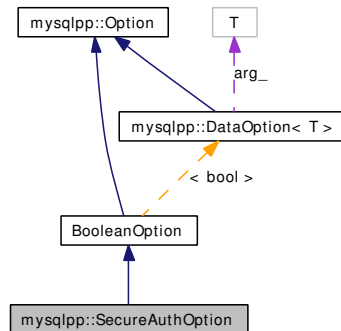 mysqlpp::Option
T
arg_
mysqlpp::DataOption< T >
< bool >
BooleanOption
mysqlpp::SecureAuthOption